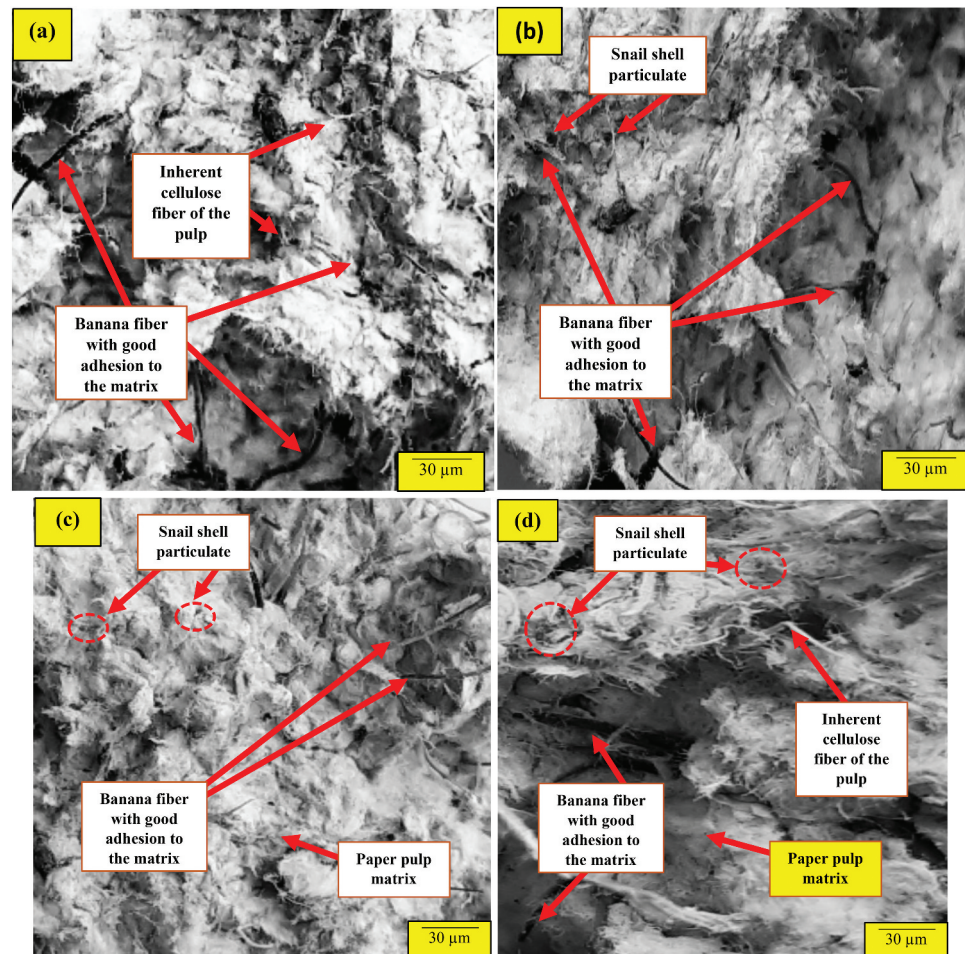 (a)
Inherent
cellulose
fiber of the
pulp
Banana fiber
with good
adhesion to
the matrix
30 µm
(b)
Snail shell
particulate
Banana fiber
with good
adhesion to
the matrix
30 µm
(c)
Snail shell
particulate
Banana fiber
with good
adhesion to
the matrix
Paper pulp
matrix
30 µm
(d)
Snail shell
particulate
Inherent
cellulose
fiber of the
pulp
Banana fiber
with good
adhesion to
the matrix
Paper pulp
matrix
30 µm